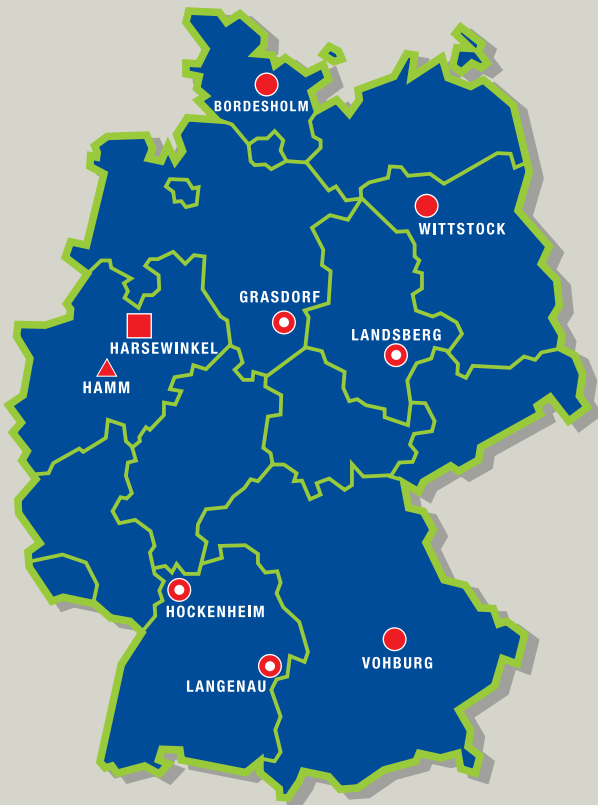 BORDESHOLM
WITTSTOCK
GRASDORF
LANDSBERG
HARSEWINKEL
HAMM
HOCKENHEIM
VOHBURG
LANGENAU